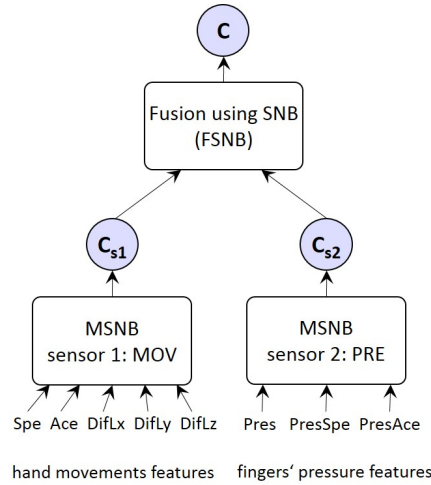 C
Fusion using SNB
(FSNB)
Cs1
Cs2
MSNB
sensor 1: MOV
MSNB
sensor 2: PRE
Spe Ace DifLx DifLy DifLz
Pres PresSpe PresAce
hand movements features
fingers‘ pressure features